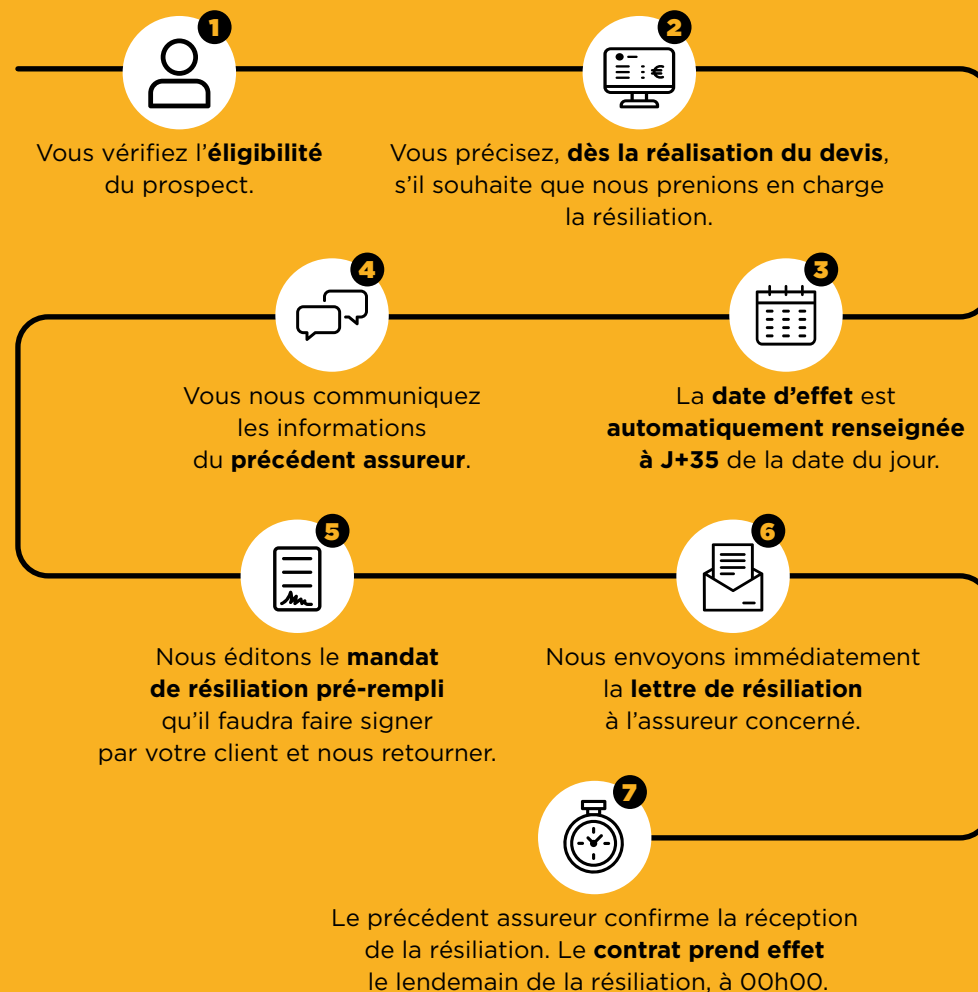 1
Vous vérifiez l’éligibilité
du prospect.
2
Vous précisez, dès la réalisation du devis,
s’il souhaite que nous prenions en charge
la résiliation.
3
La date d’effet est
automatiquement renseignée
à J+35 de la date du jour.
4
Vous nous communiquez
les informations
du précédent assureur.
5
Nous éditons le mandat
de résiliation pré-rempli
qu’il faudra faire signer
par votre client et nous retourner.
6
Nous envoyons immédiatement
la lettre de résiliation
à l’assureur concerné.
7
Le précédent assureur confirme la réception
de la résiliation. Le contrat prend effet
le lendemain de la résiliation, à 00h00.